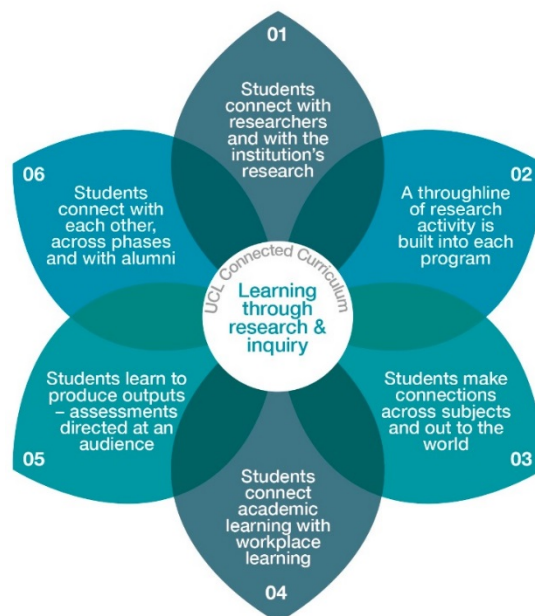 01
Students
connect with
researchers
and with the
institution's
research
02
A throughline
of research
activity is
built into each
program
03
Students make
connections
across subjects
and out to the
world
04
Students
connect
academic
learning with
workplace
learning
05
Students learn to
produce outputs
– assessments
directed at an
audience
06
Students
connect with
each other,
across phases
and with alumni
UCL Connected Curriculum
Learning
through
research &
inquiry